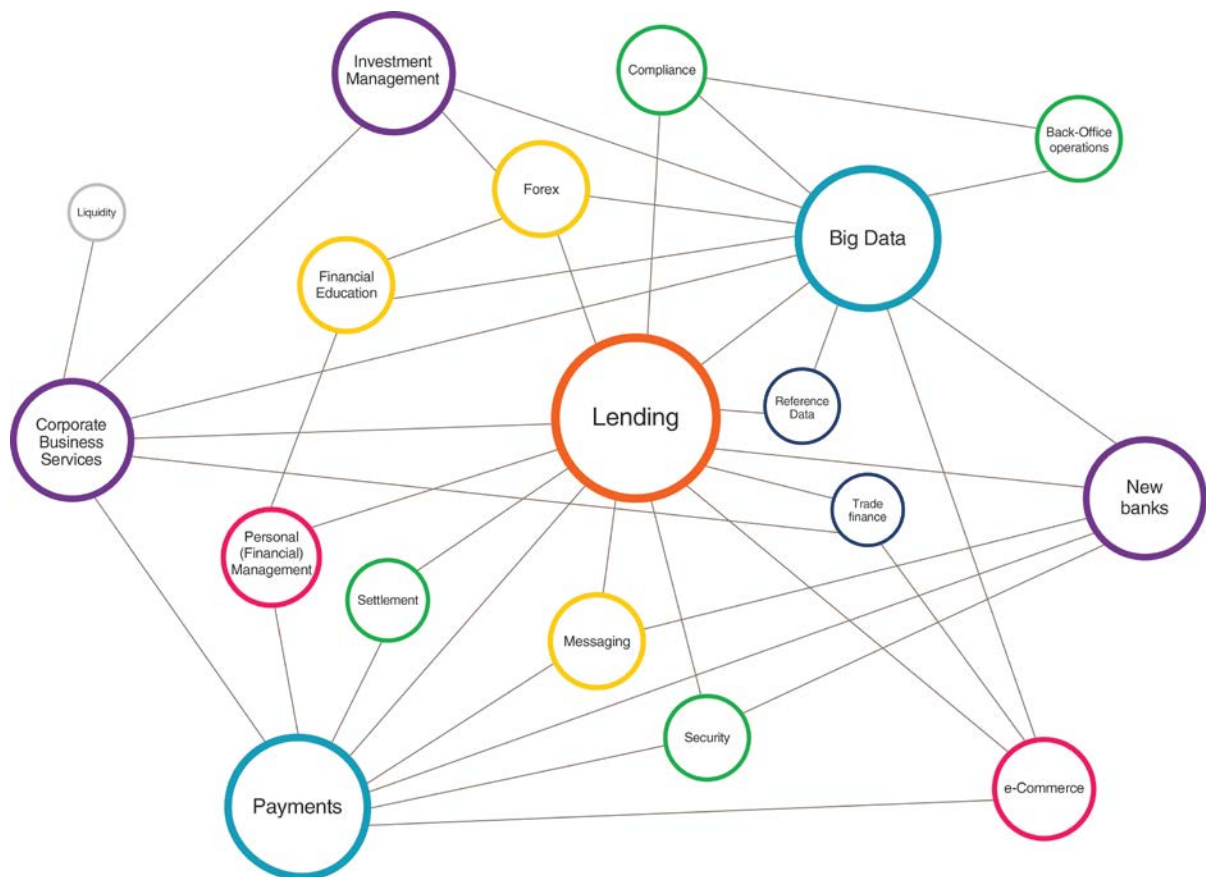 Investment
Management
Compliance
Back-Office
operations
Forex
Liquidity
Big Data
Financial
Education
Reference
Data
Lending
Corporate
Business
Services
New
banks
Trade
finance
Personal
(Financial)
Management
Settlement
Messaging
Security
e-Commerce
Payments